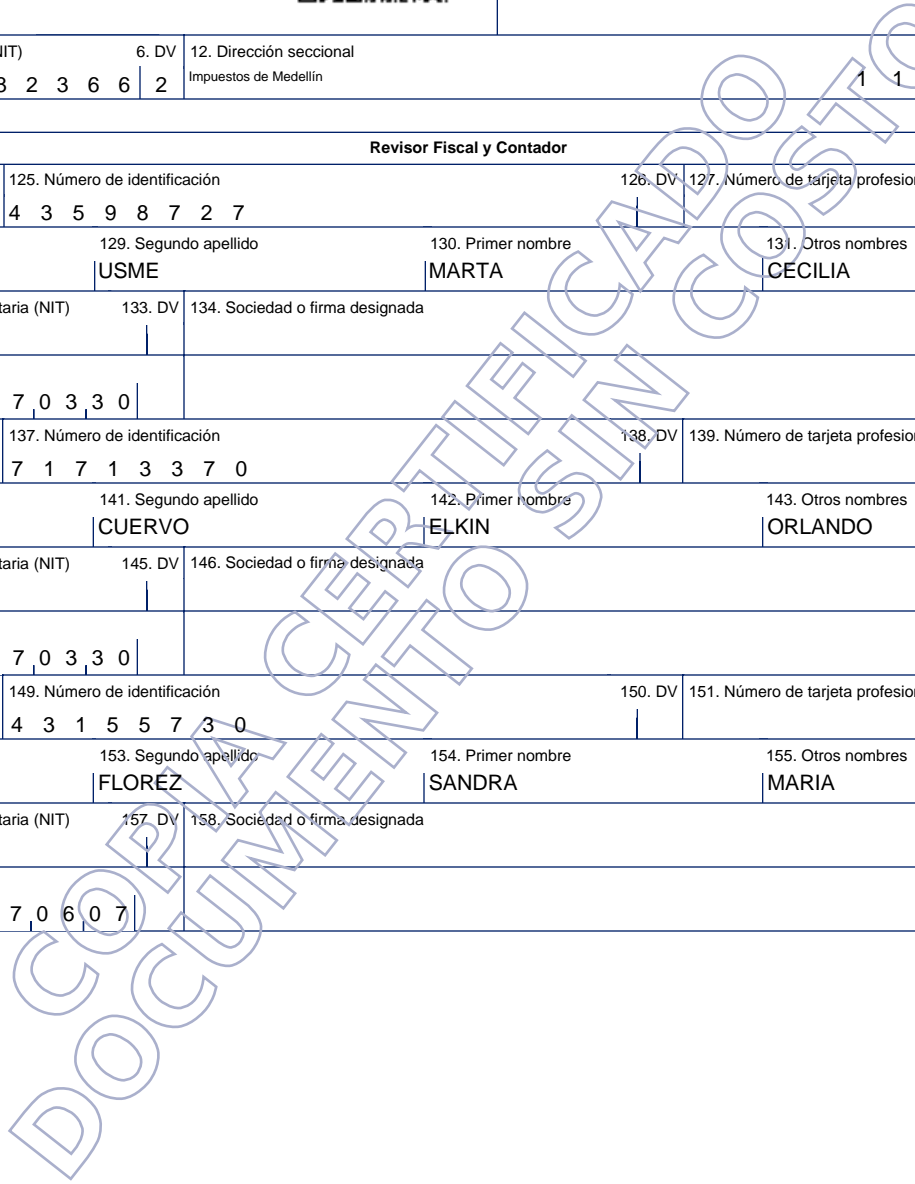 NIT) 6. DV 12. Dirección seccional
3 2 3 6 6 2 Impuestos de Medellín 1 1
Revisor Fiscal y Contador
125. Número de identificación 126. DV 127. Número de tarjeta profesion
4 3 5 9 8 7 2 7
129. Segundo apellido 130. Primer nombre 131. Otros nombres
USME MARTA CECILIA
taria (NIT) 133. DV 134. Sociedad o firma designada
7 0 3 3 0
137. Número de identificación 138. DV 139. Número de tarjeta profesion
7 1 7 1 3 3 7 0
141. Segundo apellido 142. Primer nombre 143. Otros nombres
CUERVO ELKIN ORLANDO
taria (NIT) 145. DV 146. Sociedad o firma designada
7 0 3 3 0
149. Número de identificación 150. DV 151. Número de tarjeta profesion
4 3 1 5 5 7 3 0
153. Segundo apellido 154. Primer nombre 155. Otros nombres
FLOREZ SANDRA MARIA
taria (NIT) 157. DV 158. Sociedad o firma designada
7 0 6 0 7
COPIA CERTIFICADO
DOCUMENTO SIN COSTO